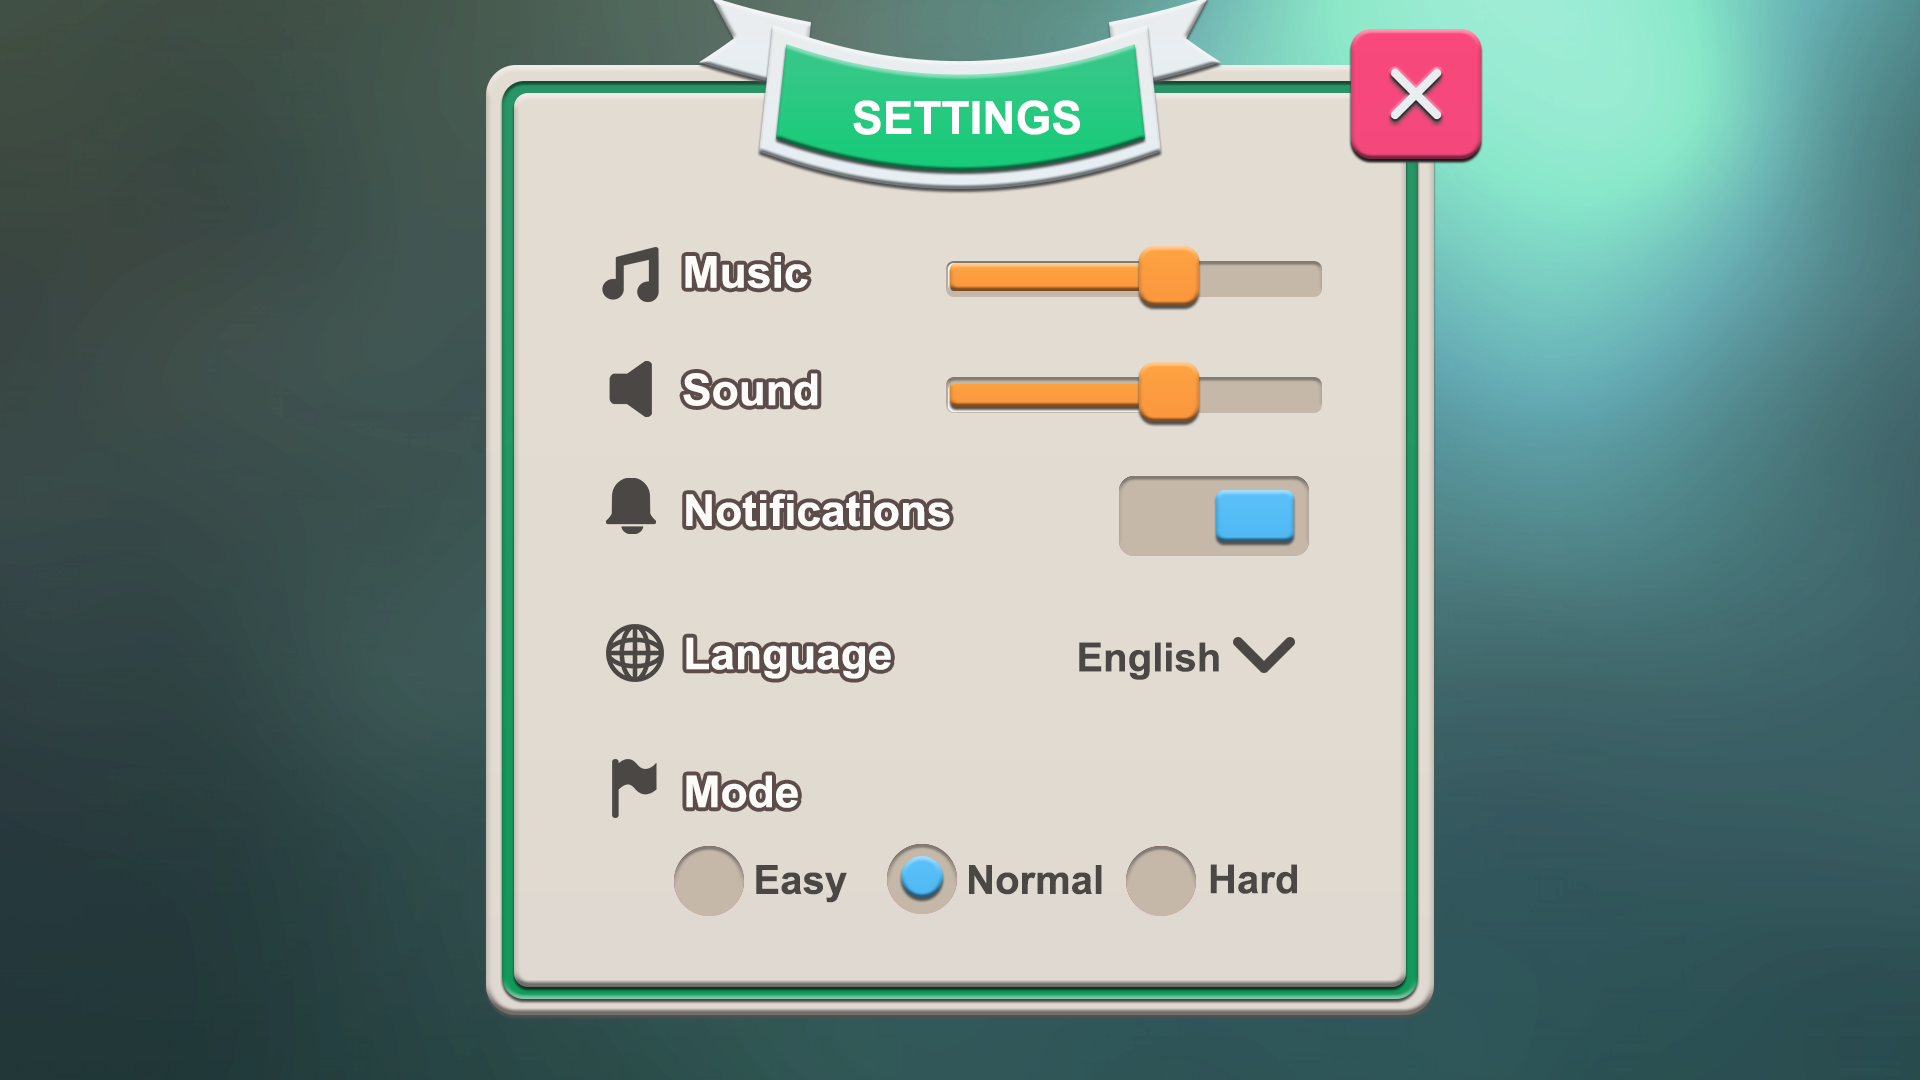 SETTINGS
Music
Sound
Notifications
Language English
Mode
Easy Normal Hard